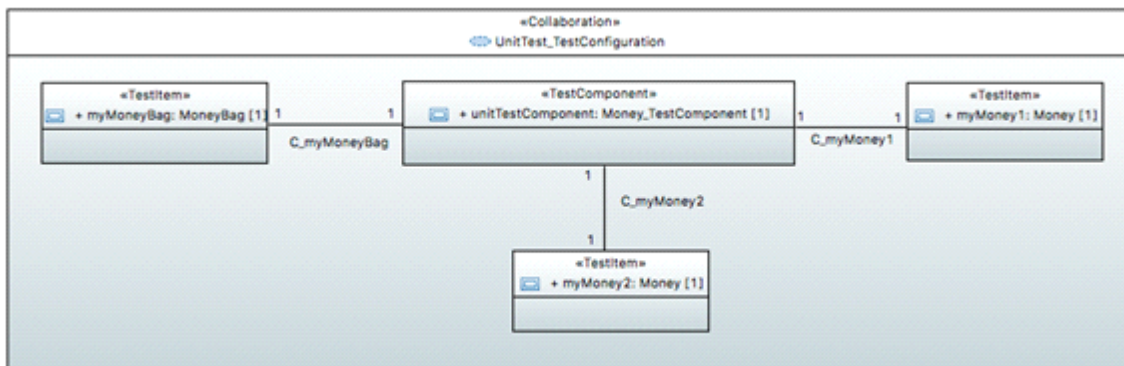 «Collaboration»
UnitTest_TestConfiguration
«TestItem»
+ myMoneyBag: MoneyBag [1]
1
1
C_myMoneyBag
«TestComponent»
+ unitTestComponent: Money_TestComponent [1]
1
1
C_myMoney1
«TestItem»
+ myMoney1: Money [1]
1
C_myMoney2
1
«TestItem»
+ myMoney2: Money [1]